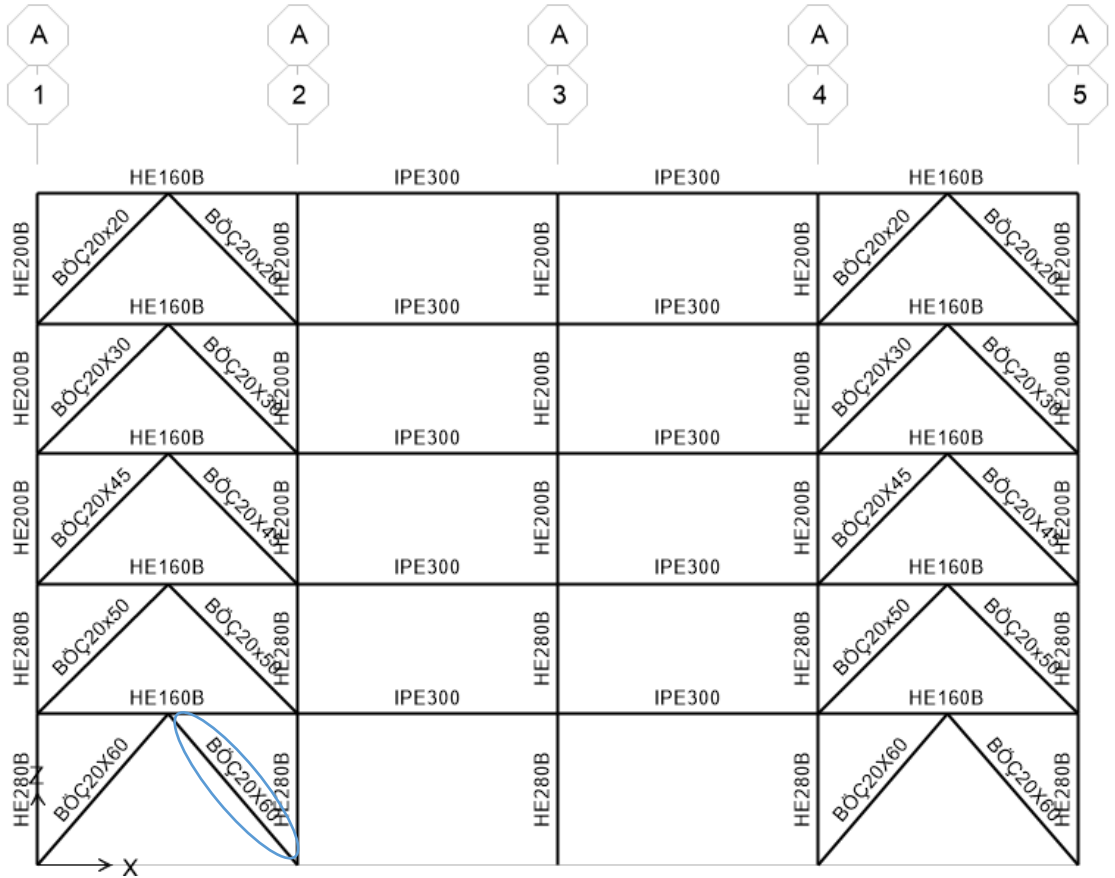 A A A A A
1 2 3 4 5
HE160B IPE300 IPE300 HE160B
HE200B BÖÇ20x20 BÖÇ20x20 HE200B HE200B HE200B BÖÇ20x20 BÖÇ20x20 HE200B
HE160B IPE300 IPE300 HE160B
HE200B BÖÇ20X30 BÖÇ20X30 HE200B HE200B HE200B BÖÇ20X30 BÖÇ20X30 HE200B
HE160B IPE300 IPE300 HE160B
HE200B BÖÇ20X45 BÖÇ20X45 HE200B HE200B HE200B BÖÇ20X45 BÖÇ20X45 HE200B
HE160B IPE300 IPE300 HE160B
HE280B BÖÇ20x50 BÖÇ20x50 HE280B HE280B HE280B BÖÇ20x50 BÖÇ20x50 HE280B
HE160B IPE300 IPE300 HE160B
HE280B BÖÇ20X60 BÖÇ20X60 HE280B HE280B HE280B BÖÇ20X60 BÖÇ20X60 HE280B
Z
X